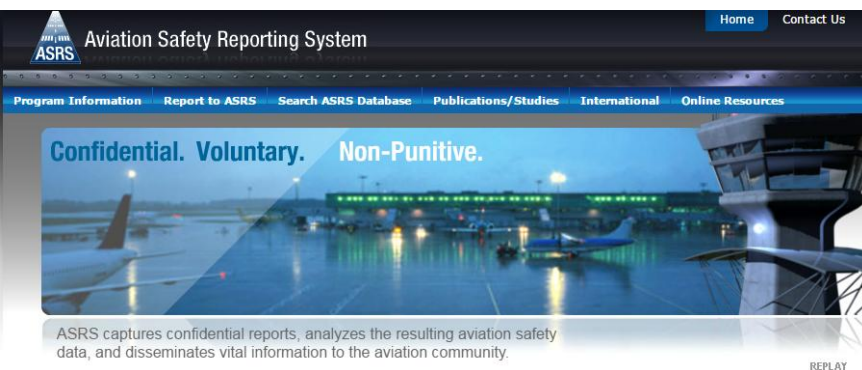 Home Contact Us
ASRS Aviation Safety Reporting System
Program Information Report to ASRS Search ASRS Database Publications/Studies International Online Resources
Confidential. Voluntary. Non-Punitive.
ASRS captures confidential reports, analyzes the resulting aviation safety
data, and disseminates vital information to the aviation community.
REPLAY